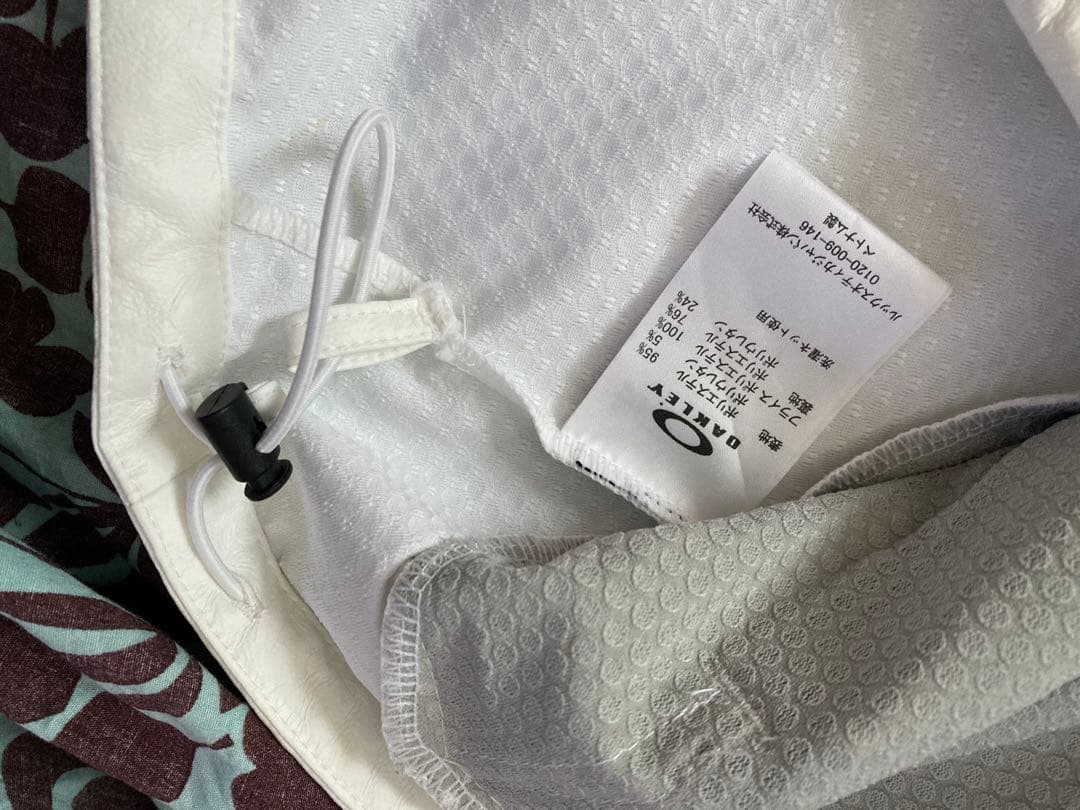 OAKLEY
表地 ポリエステル 95%
ポリウレタン 5%
フライス ポリエステル 100%
裏地 ポリエステル 76%
ポリウレタン 24%
洗濯ネット使用
ルックスオティカジャパン株式会社
0120-009-146
ベトナム製